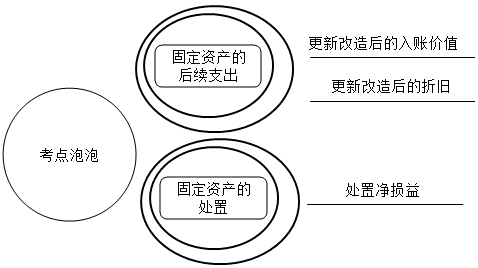 考点泡泡
固定资产的
后续支出
更新改造后的入账价值
更新改造后的折旧
固定资产的
处置
处置净损益